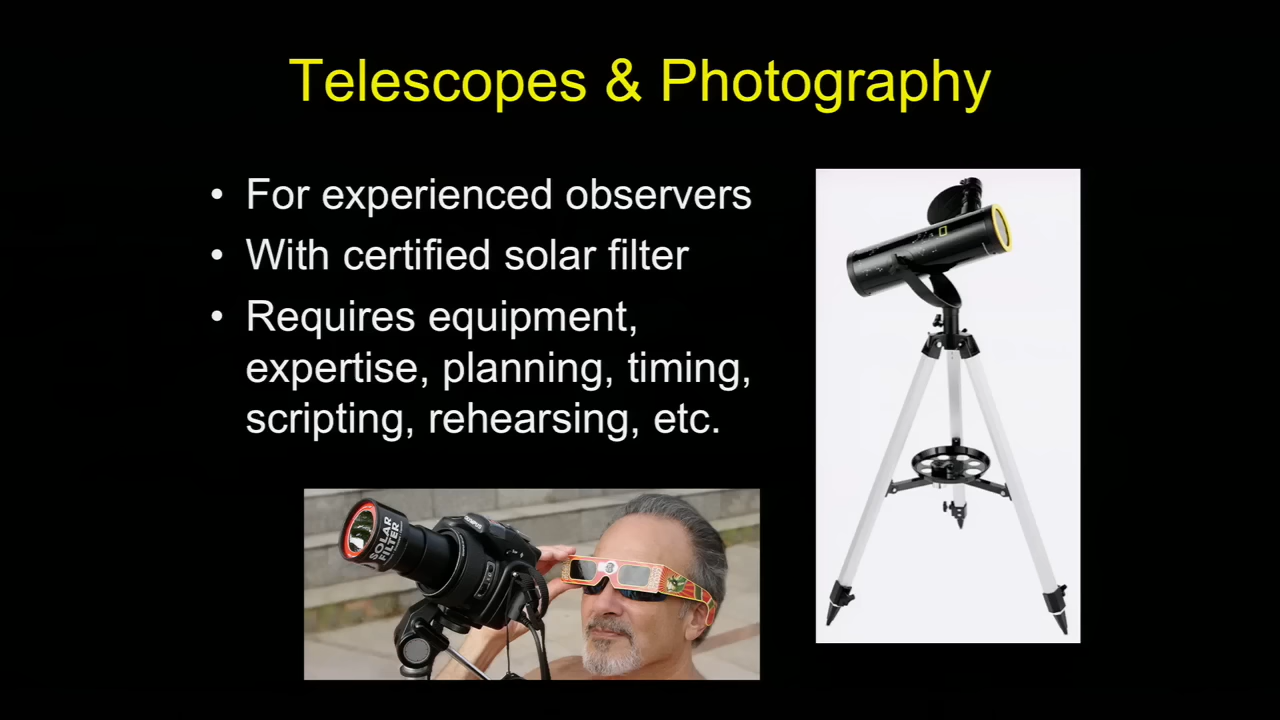 Telescopes & Photography
• For experienced observers
• With certified solar filter
• Requires equipment,
expertise, planning, timing,
scripting, rehearsing, etc.
SOLAR
FILTER
OLYMPUS